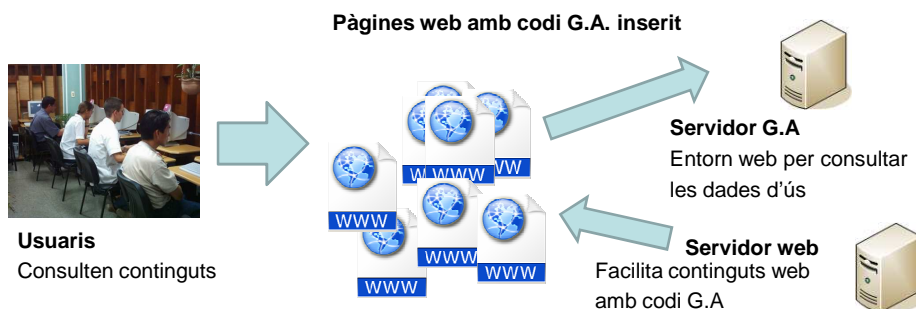 Pàgines web amb codi G.A. inserit
Servidor G.A
Entorn web per consultar
les dades d'ús
Usuaris
Consulten continguts
Servidor web
Facilita continguts web
amb codi G.A
W
WWW
WWW
WWW
WWW
WWW
WWW